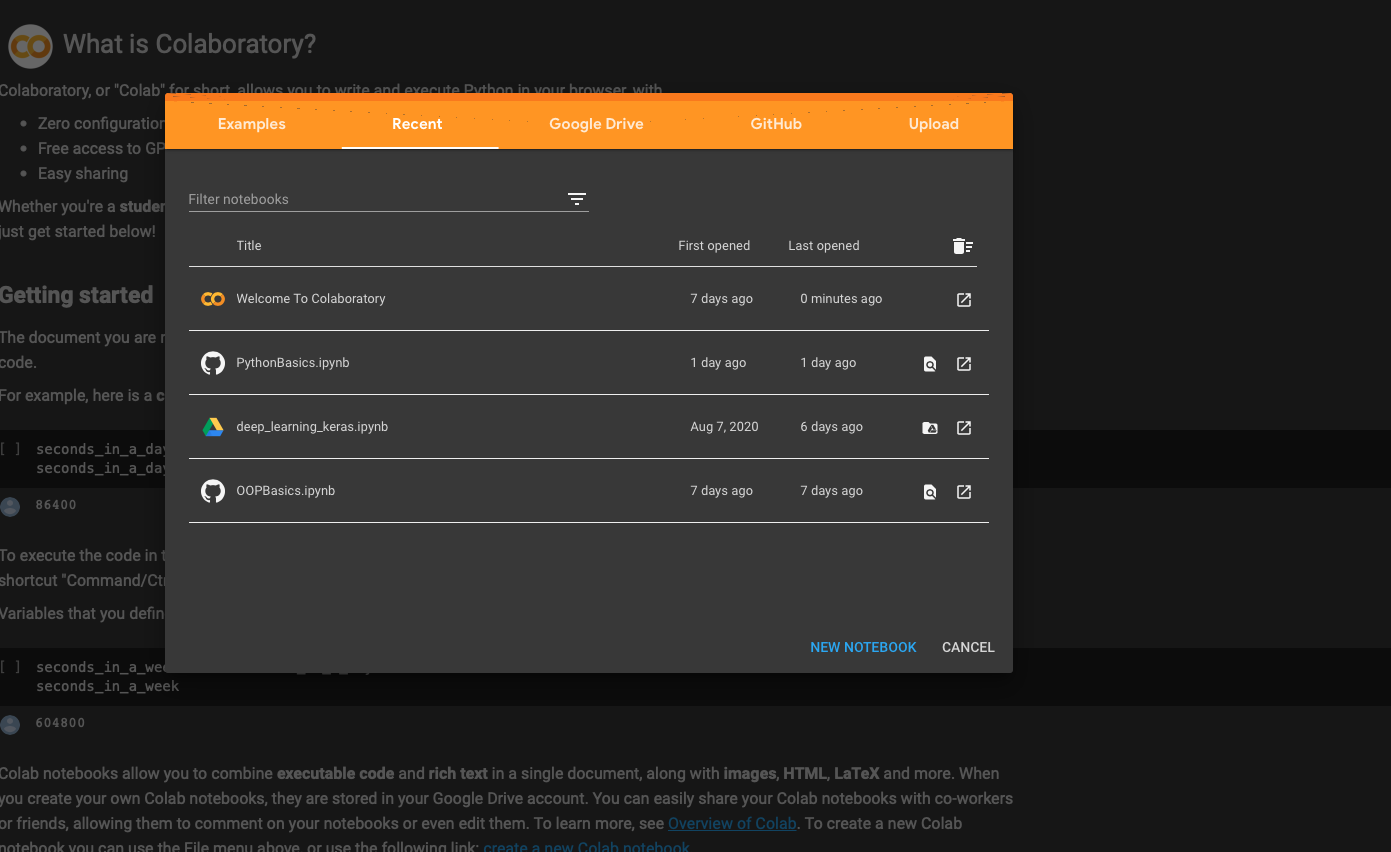 What is Colaboratory?
Colaboratory, or "Colab" for short, allows you to write and execute Python in your browser, with
Zero configuration
Free access to GP
Easy sharing
Whether you're a studen
just get started below!
Getting started
The document you are r
code.
For example, here is a c
[ ] seconds_in_a_day
seconds_in_a_day
86400
To execute the code in t
shortcut "Command/Ctr
Variables that you defin
[ ] seconds_in_a_wee
seconds_in_a_week
604800
Colab notebooks allow you to combine executable code and rich text in a single document, along with images, HTML, LaTeX and more. When
you create your own Colab notebooks, they are stored in your Google Drive account. You can easily share your Colab notebooks with co-workers
or friends, allowing them to comment on your notebooks or even edit them. To learn more, see Overview of Colab. To create a new Colab
notebook you can use the File menu above, or use the following link: create a new Colab notebook
Examples Recent Google Drive GitHub Upload
Filter notebooks
Title First opened Last opened
Welcome To Colaboratory 7 days ago 0 minutes ago
PythonBasics.ipynb 1 day ago 1 day ago
deep_learning_keras.ipynb Aug 7, 2020 6 days ago
OOPBasics.ipynb 7 days ago 7 days ago
NEW NOTEBOOK CANCEL